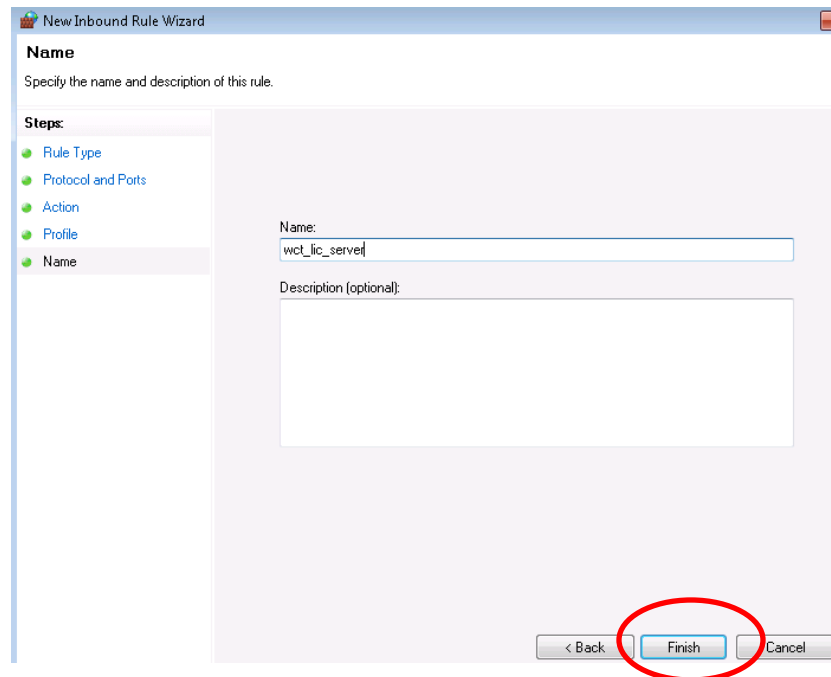 New Inbound Rule Wizard
Name
Specify the name and description of this rule.
Steps:
Rule Type
Protocol and Ports
Action
Profile
Name
Name:
wct_lic_server
Description (optional):
< Back
Finish
Cancel